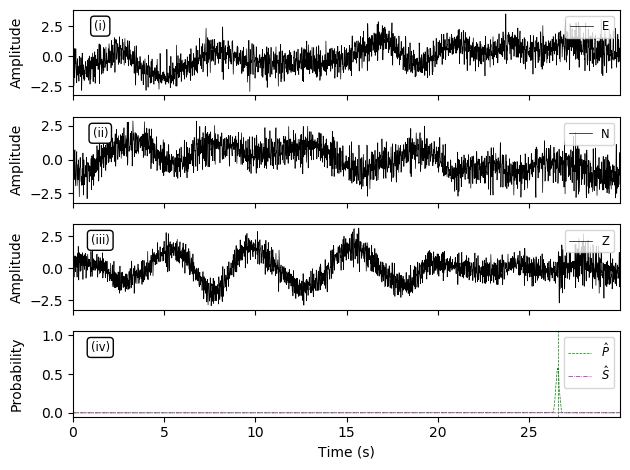 (i)
E
Amplitude
2.5
0.0
−2.5
(ii)
N
Amplitude
2.5
0.0
−2.5
(iii)
Z
Amplitude
2.5
0.0
−2.5
(iv)
P̂
Ŝ
Probability
1.0
0.5
0.0
0 5 10 15 20 25
Time (s)